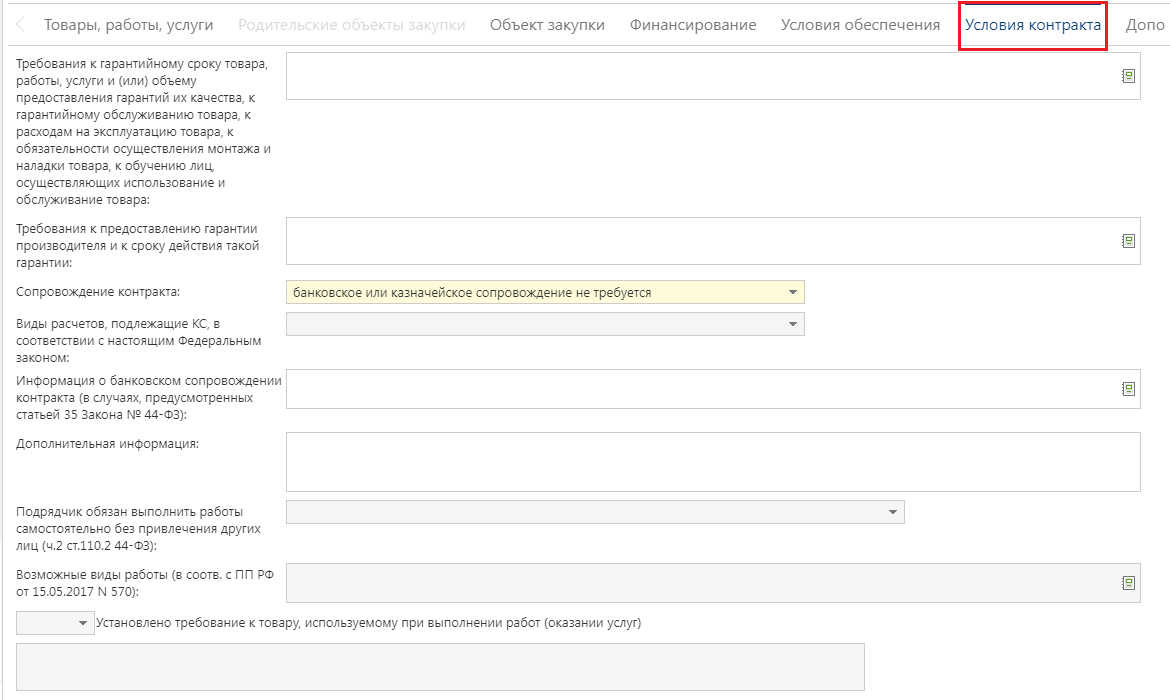 Товары, работы, услуги Родительские объекты закупки Объект закупки Финансирование Условия обеспечения Условия контракта Допо
Требования к гарантийному сроку товара,
работы, услуги и (или) объему
предоставления гарантий их качества, к
гарантийному обслуживанию товара, к
расходам на эксплуатацию товара, к
обязательности осуществления монтажа и
наладки товара, к обучению лиц,
осуществляющих использование и
обслуживание товара:
Требования к предоставлению гарантии
производителя и к сроку действия такой
гарантии:
Сопровождение контракта: банковское или казначейское сопровождение не требуется
Виды расчетов, подлежащие КС, в
соответствии с настоящим Федеральным
законом:
Информация о банковском сопровождении
контракта (в случаях, предусмотренных
статьей 35 Закона № 44-ФЗ):
Дополнительная информация:
Подрядчик обязан выполнить работы
самостоятельно без привлечения других
лиц (ч.2 ст.110.2 44-ФЗ):
Возможные виды работы (в соотв. с ПП РФ
от 15.05.2017 N 570):
Установлено требование к товару, используемому при выполнении работ (оказании услуг)